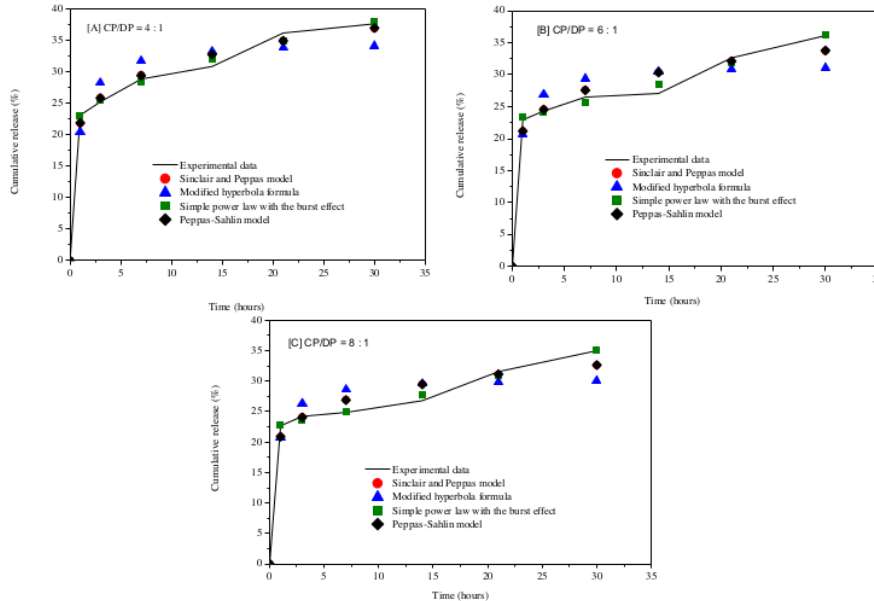 [A] CP/DP = 4 : 1
Cumulative release (%)
40
35
30
25
20
15
10
5
0
Experimental data
Sinclair and Peppas model
Modified hyperbola formula
Simple power law with the burst effect
Peppas-Sahlin model
0 5 10 15 20 25 30 35
Time (hours)
[B] CP/DP = 6 : 1
Cumulative release (%)
40
35
30
25
20
15
10
5
0
Experimental data
Sinclair and Peppas model
Modified hyperbola formula
Simple power law with the burst effect
Peppas-Sahlin model
0 5 10 15 20 25 30 35
Time (hours)
[C] CP/DP = 8 : 1
Cumulative release (%)
40
35
30
25
20
15
10
5
0
Experimental data
Sinclair and Peppas model
Modified hyperbola formula
Simple power law with the burst effect
Peppas-Sahlin model
0 5 10 15 20 25 30 35
Time (hours)